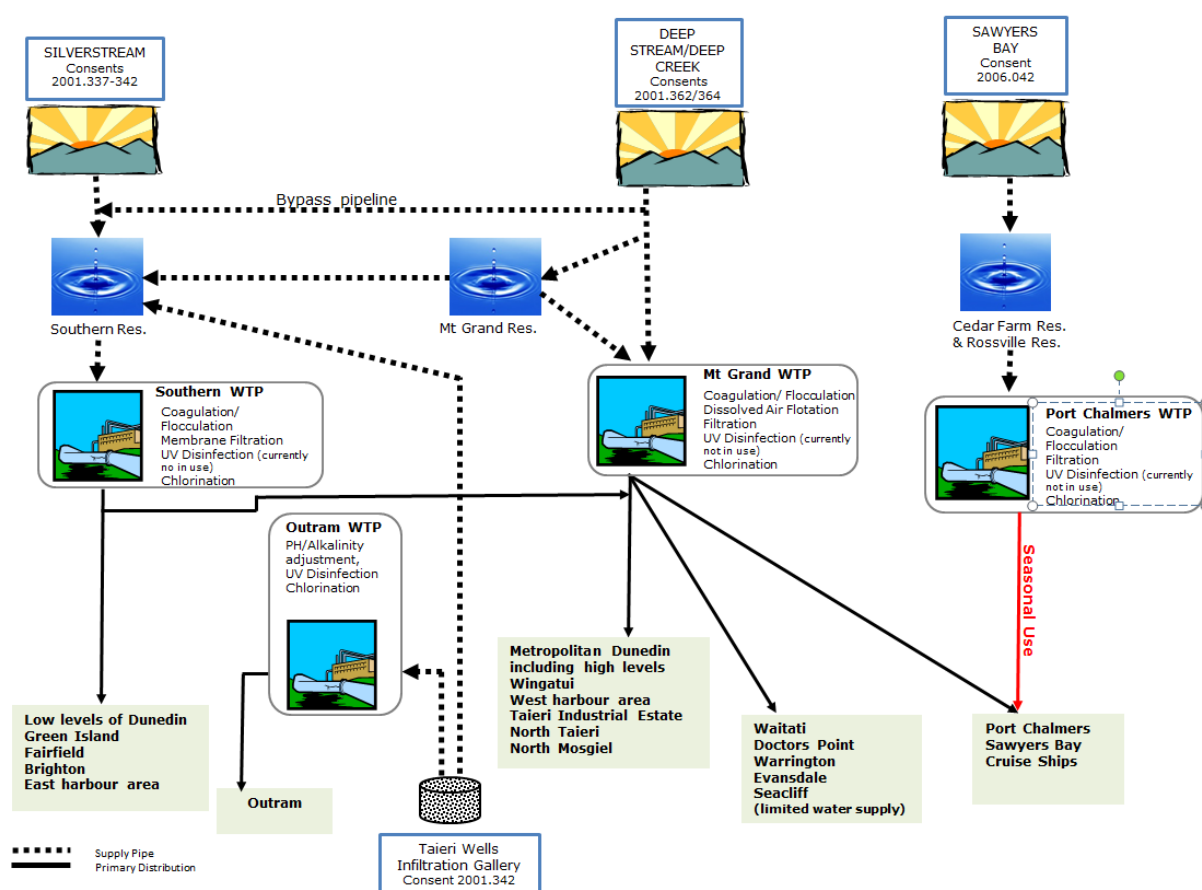 SILVERSTREAM
Consents
2001.337-342
DEEP
STREAM/DEEP
CREEK
Consents
2001.362/364
SAWYERS
BAY
Consent
2006.042
Bypass pipeline
Southern Res.
Mt Grand Res.
Cedar Farm Res.
& Rossville Res.
Southern WTP
Coagulation/
Flocculation
Membrane Filtration
UV Disinfection (currently
no in use)
Chlorination
Mt Grand WTP
Coagulation/ Flocculation
Dissolved Air Flotation
Filtration
UV Disinfection (currently
not in use)
Chlorination
Port Chalmers WTP
Coagulation/
Flocculation
Filtration
UV Disinfection (currently
not in use)
Chlorination
Outram WTP
PH/Alkalinity
adjustment,
UV Disinfection
Chlorination
Seasonal Use
Low levels of Dunedin
Green Island
Fairfield
Brighton
East harbour area
Outram
Metropolitan Dunedin
including high levels
Wingatui
West harbour area
Taieri Industrial Estate
North Taieri
North Mosgiel
Waitati
Doctors Point
Warrington
Evansdale
Seacliff
(limited water supply)
Port Chalmers
Sawyers Bay
Cruise Ships
Taieri Wells
Infiltration Gallery
Consent 2001.342
Supply Pipe
Primary Distribution